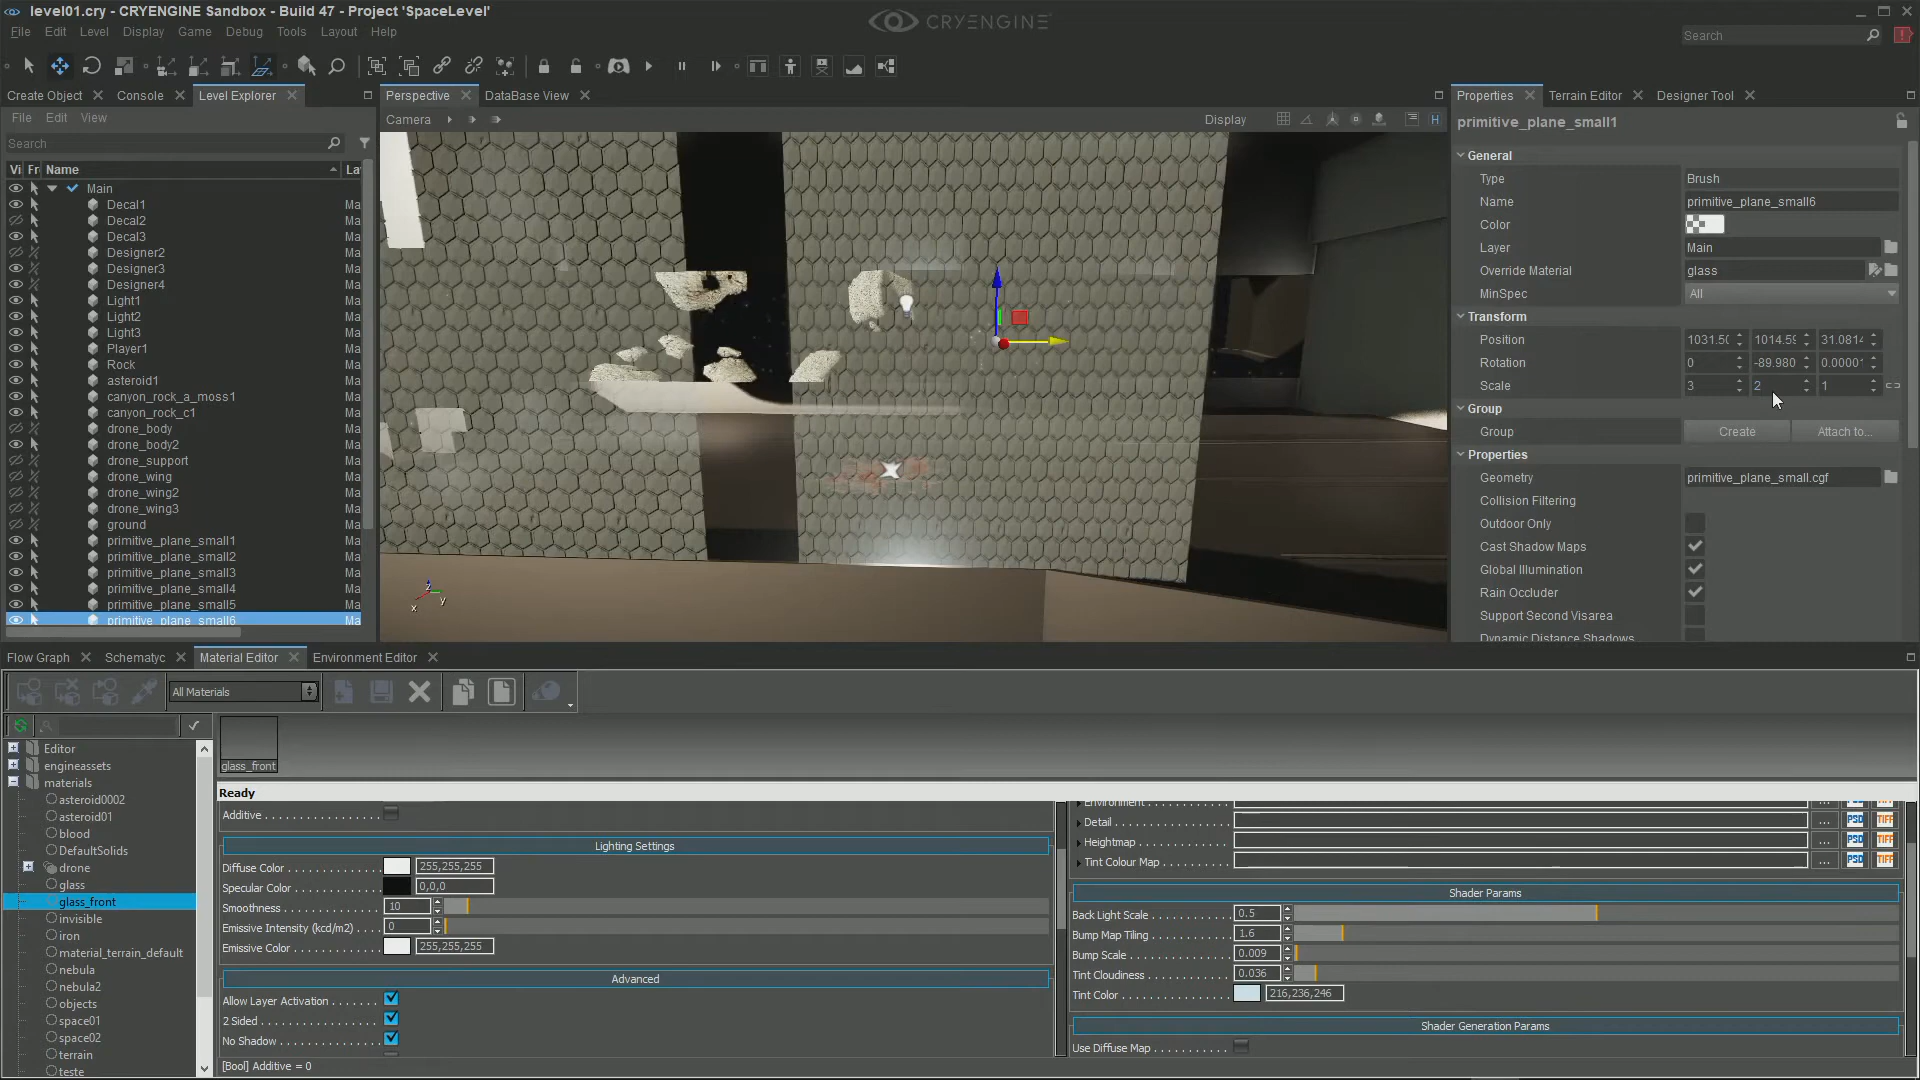 level01.cry - CRYENGINE Sandbox - Build 47 - Project 'SpaceLevel'
CRYENGINE
File Edit Level Display Game Debug Tools Layout Help
Search
Create Object Console Level Explorer
Perspective DataBase View
Properties Terrain Editor Designer Tool
File Edit View
Camera
Display
primitive_plane_small1
Search
Vi Fr Name La
Main
Decal1 Ma
Decal2 Ma
Decal3 Ma
Designer2 Ma
Designer3 Ma
Designer4 Ma
Light1 Ma
Light2 Ma
Light3 Ma
Player1 Ma
Rock Ma
asteroid1 Ma
canyon_rock_a_moss1 Ma
canyon_rock_c1 Ma
drone_body Ma
drone_body2 Ma
drone_support Ma
drone_wing Ma
drone_wing2 Ma
drone_wing3 Ma
ground Ma
primitive_plane_small1 Ma
primitive_plane_small2 Ma
primitive_plane_small3 Ma
primitive_plane_small4 Ma
primitive_plane_small5 Ma
primitive_plane_small6 Ma
z
x
y
H
General
Type Brush
Name primitive_plane_small6
Color
Layer Main
Override Material glass
MinSpec All
Transform
Position 1031.50 1014.59 31.0814
Rotation 0 -89.980 0.00001
Scale 3 2 1
Group
Group Create Attach to...
Properties
Geometry primitive_plane_small.cgf
Collision Filtering
Outdoor Only
Cast Shadow Maps
Global Illumination
Rain Occluder
Support Second Visarea
Dynamic Distance Shadows
Flow Graph Schematyc Material Editor Environment Editor
All Materials
glass_front
Editor
engineassets
materials
asteroid0002
asteroid01
blood
DefaultSolids
drone
glass
glass_front
invisible
iron
material_terrain_default
nebula
nebula2
objects
space01
space02
terrain
teste
Ready
Additive
Lighting Settings
Diffuse Color 255,255,255
Specular Color 0,0,0
Smoothness 10
Emissive Intensity (kcd/m2) 0
Emissive Color 255,255,255
Advanced
Allow Layer Activation
2 Sided
No Shadow
[Bool] Additive = 0
Environment ... PSD TIFF
Detail ... PSD TIFF
Heightmap ... PSD TIFF
Tint Colour Map ... PSD TIFF
Shader Params
Back Light Scale 0.5
Bump Map Tiling 1.6
Bump Scale 0.009
Tint Cloudiness 0.036
Tint Color 216,236,246
Shader Generation Params
Use Diffuse Map